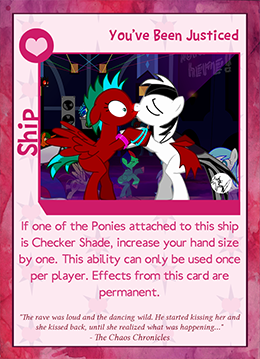 You've Been Justiced
Ship
If one of the Ponies attached to this ship
is Checker Shade, increase your hand size
by one. This ability can only be used once
per player. Effects from this card are
permanent.
"The rave was loud and the dancing wild. He started kissing her and
she kissed back, until she realized what was happening..."
- The Chaos Chronicles